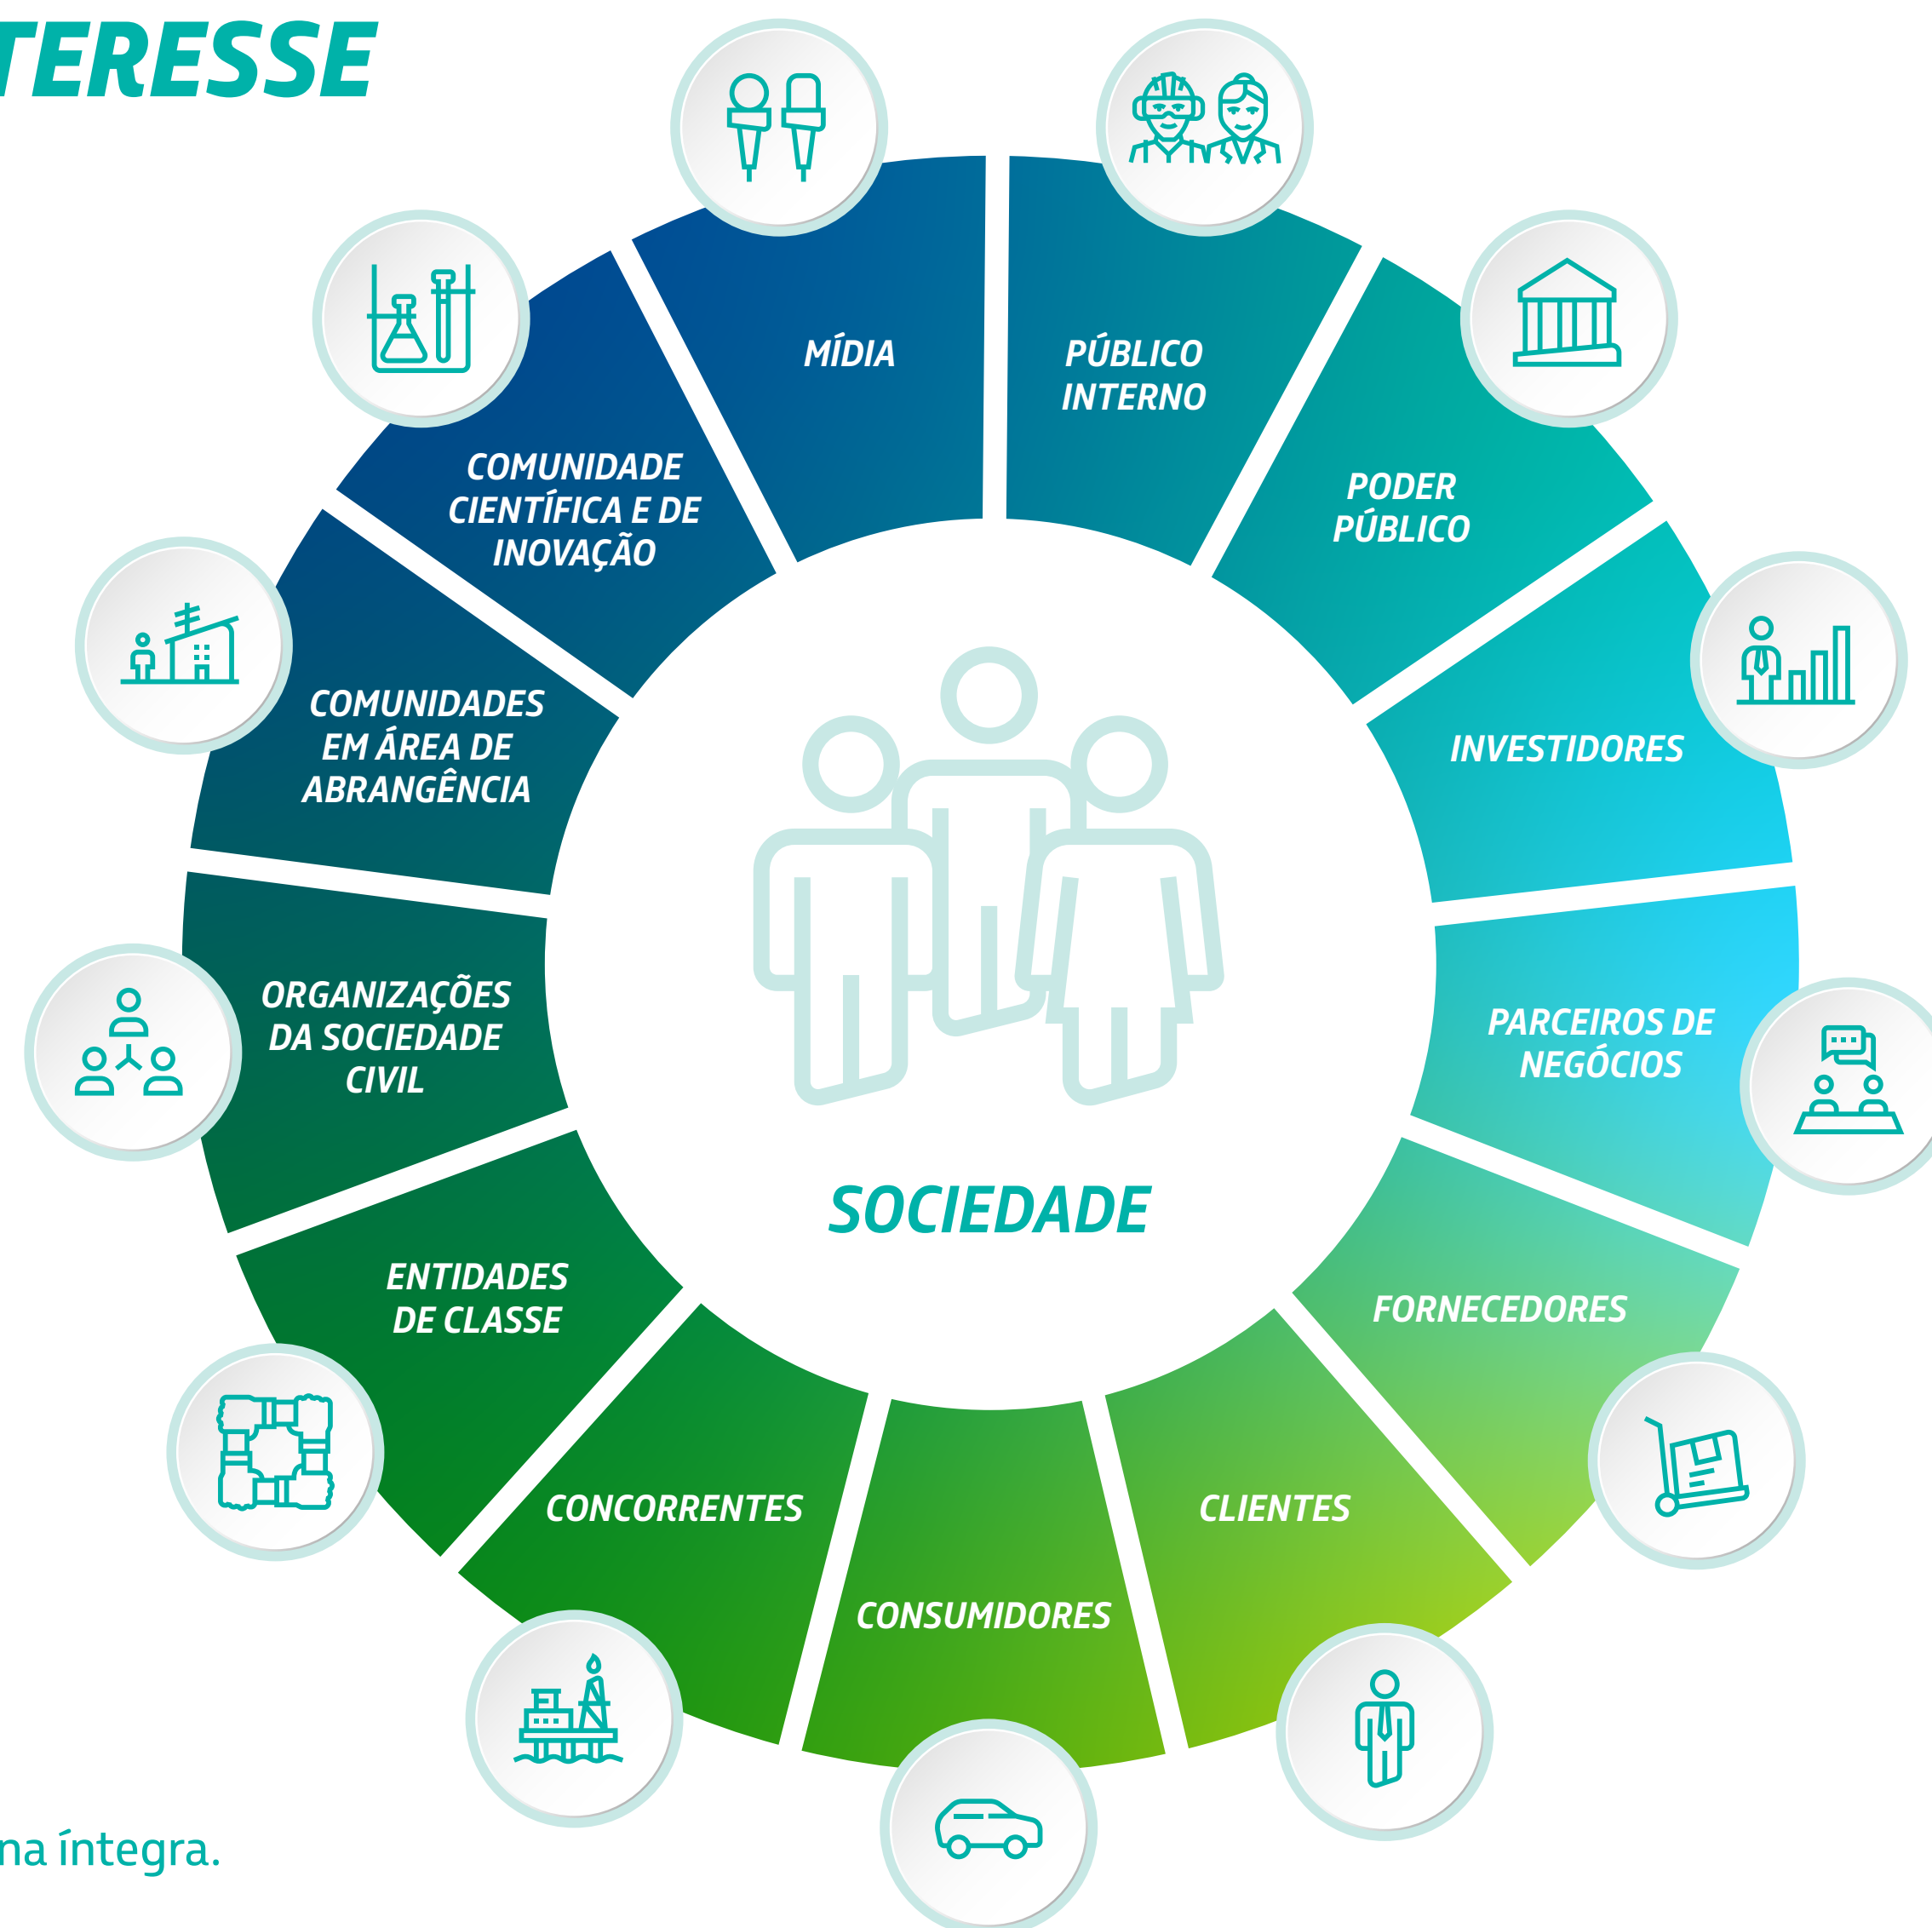 TERESSE
MÍDIA
PÚBLICO
INTERNO
PODER
PÚBLICO
INVESTIDORES
PARCEIROS DE
NEGÓCIOS
FORNECEDORES
CLIENTES
CONSUMIDORES
CONCORRENTES
ENTIDADES
DE CLASSE
ORGANIZAÇÕES
DA SOCIEDADE
CIVIL
COMUNIDADES
EM ÁREA DE
ABRANGÊNCIA
COMUNIDADE
CIENTÍFICA E DE
INOVAÇÃO
SOCIEDADE
na íntegra.